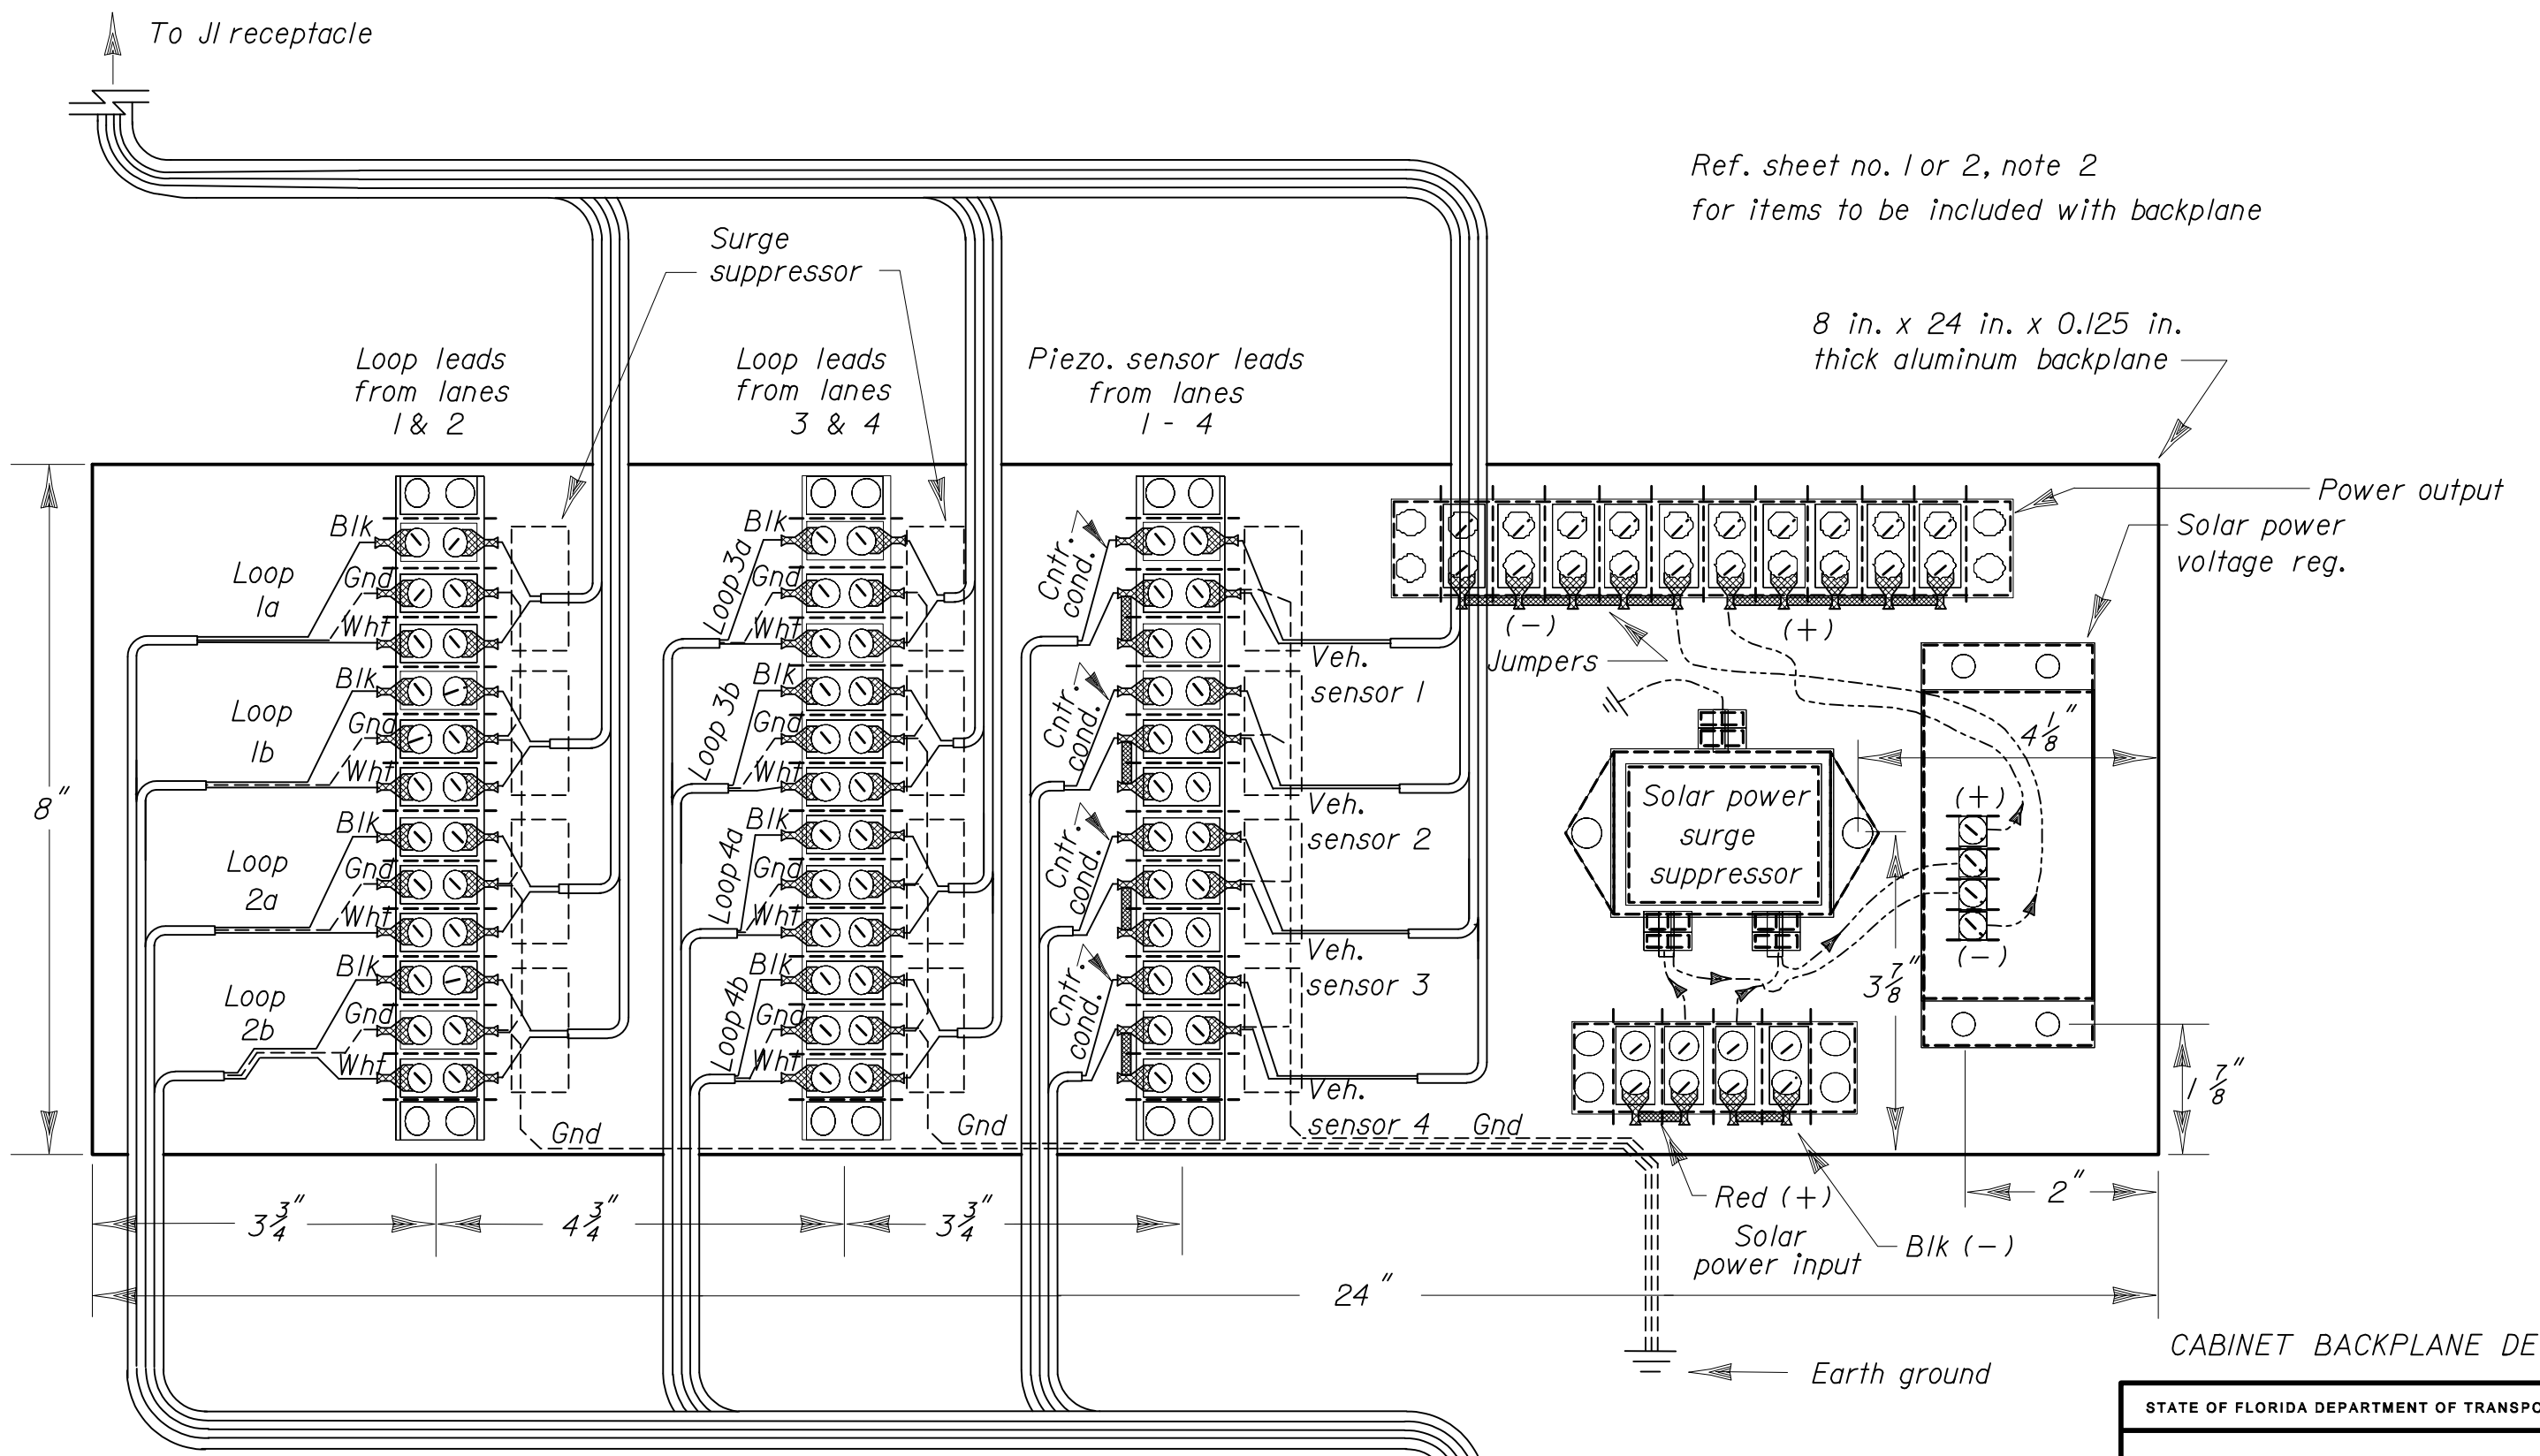 To J1 receptacle
Ref. sheet no. 1 or 2, note 2
for items to be included with backplane
Surge
suppressor
8 in. x 24 in. x 0.125 in.
thick aluminum backplane
Loop leads
from lanes
1 & 2
Loop leads
from lanes
3 & 4
Piezo. sensor leads
from lanes
1 - 4
Power output
Solar power
voltage reg.
8"
Loop
1a
Blk
Gnd
Wht
Loop
1b
Blk
Gnd
Wht
Loop
2a
Blk
Gnd
Wht
Loop
2b
Blk
Gnd
Wht
Gnd
Loop 3a
Blk
Gnd
Wht
Loop 3b
Blk
Gnd
Wht
Loop 4a
Blk
Gnd
Wht
Loop 4b
Blk
Gnd
Wht
Gnd
Cntr.
cond.
Cntr.
cond.
Cntr.
cond.
Cntr.
cond.
Veh.
sensor 1
Veh.
sensor 2
Veh.
sensor 3
Veh.
sensor 4
Gnd
(-)
(+)
Jumpers
4 1/8"
Solar power
surge
suppressor
(+)
(-)
3 7/8"
1 7/8"
2"
Red (+)
Solar
power input
Blk (-)
3 3/4"
4 3/4"
3 3/4"
24"
Earth ground
CABINET BACKPLANE DE
STATE OF FLORIDA DEPARTMENT OF TRANSPO